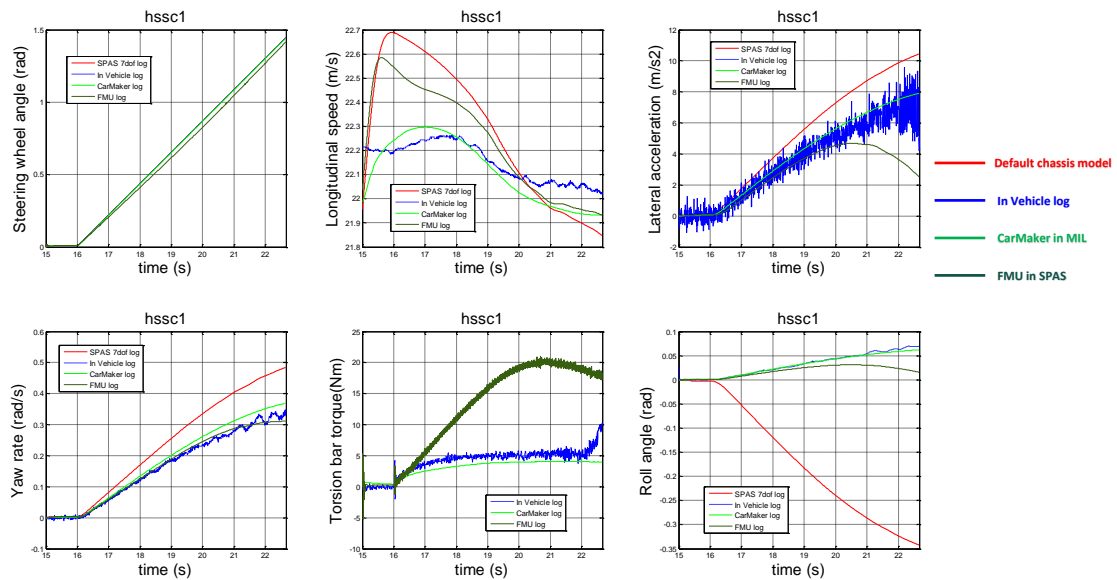 hssc1
Steering wheel angle (rad)
1.5
1
0.5
0
SPAS 7dof log
In Vehicle log
CarMaker log
FMU log
15 16 17 18 19 20 21 22
time (s)
hssc1
Longitudinal speed (m/s)
22.7
22.6
22.5
22.4
22.3
22.2
22.1
22
21.9
21.8
SPAS 7dof log
In Vehicle log
CarMaker log
FMU log
15 16 17 18 19 20 21 22
time (s)
hssc1
Lateral acceleration (m/s2)
12
10
8
6
4
2
0
-2
SPAS 7dof log
In Vehicle log
CarMaker log
FMU log
15 16 17 18 19 20 21 22
time (s)
Default chassis model
In Vehicle log
CarMaker in MIL
FMU in SPAS
hssc1
Yaw rate (rad/s)
0.6
0.5
0.4
0.3
0.2
0.1
0
-0.1
SPAS 7dof log
In Vehicle log
CarMaker log
FMU log
15 16 17 18 19 20 21 22
time (s)
hssc1
Torsion bar torque(Nm)
25
20
15
10
5
0
-5
-10
In Vehicle log
CarMaker log
FMU log
15 16 17 18 19 20 21 22
time (s)
hssc1
Roll angle (rad)
0.1
0.05
0
-0.05
-0.1
-0.15
-0.2
-0.25
-0.3
-0.35
SPAS 7dof log
In Vehicle log
CarMaker log
FMU log
15 16 17 18 19 20 21 22
time (s)